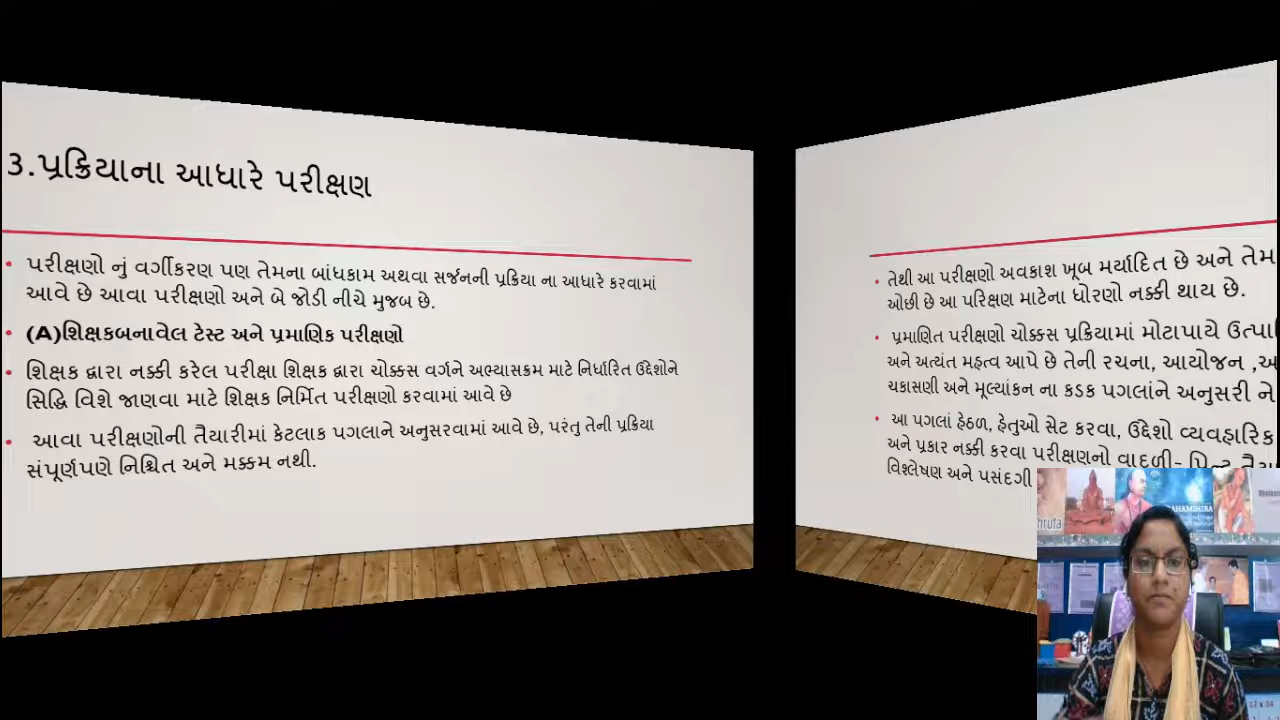 ૩.પ્રક્રિયાના આધારે પરીક્ષણ
• પરીક્ષણો નું વર્ગીકરણ પણ તેમના બાંધકામ અથવા સર્જનની પ્રક્રિયા ના આધારે કરવામાં
આવે છે આવા પરીક્ષણો અને બે જોડી નીચે મુજબ છે.
• (A)શિક્ષકબનાવેલ ટેસ્ટ અને પ્રમાણિક પરીક્ષણો
• શિક્ષક દ્વારા નક્કી કરેલ પરીક્ષા શિક્ષક દ્વારા ચોક્કસ વર્ગને અભ્યાસક્રમ માટે નિર્ધારિત ઉદ્દેશોને
સિદ્ધિ વિશે જાણવા માટે શિક્ષક નિર્મિત પરીક્ષણો કરવામાં આવે છે
• આવા પરીક્ષણોની તૈયારીમાં કેટલાક પગલાને અનુસરવામાં આવે છે, પરંતુ તેની પ્રક્રિયા
સંપૂર્ણપણે નિશ્ચિત અને મક્કમ નથી.
• તેથી આ પરીક્ષણો અવકાશ ખૂબ મર્યાદિત છે અને તેમ
ઓછી છે આ પરિક્ષણ માટેના ધોરણો નક્કી થાય છે.
• પ્રમાણિત પરીક્ષણો ચોક્ક્સ પ્રક્રિયામાં મોટાપાયે ઉત્પા
અને અત્યંત મહત્વ આપે છે તેની રચના, આયોજન ,
ચકાસણી અને મૂલ્યાંકન ના કડક પગલાંને અનુસરી ને
• આ પગલાં હેઠળ, હેતુઓ સેટ કરવા, ઉદ્દેશો વ્યવહારિક
અને પ્રકાર નક્કી કરવા પરીક્ષણનો વાદળી- પ્રિન્ટ
વિશ્લેષણ અને પસંદગી
hruta
AHAMIHIRA